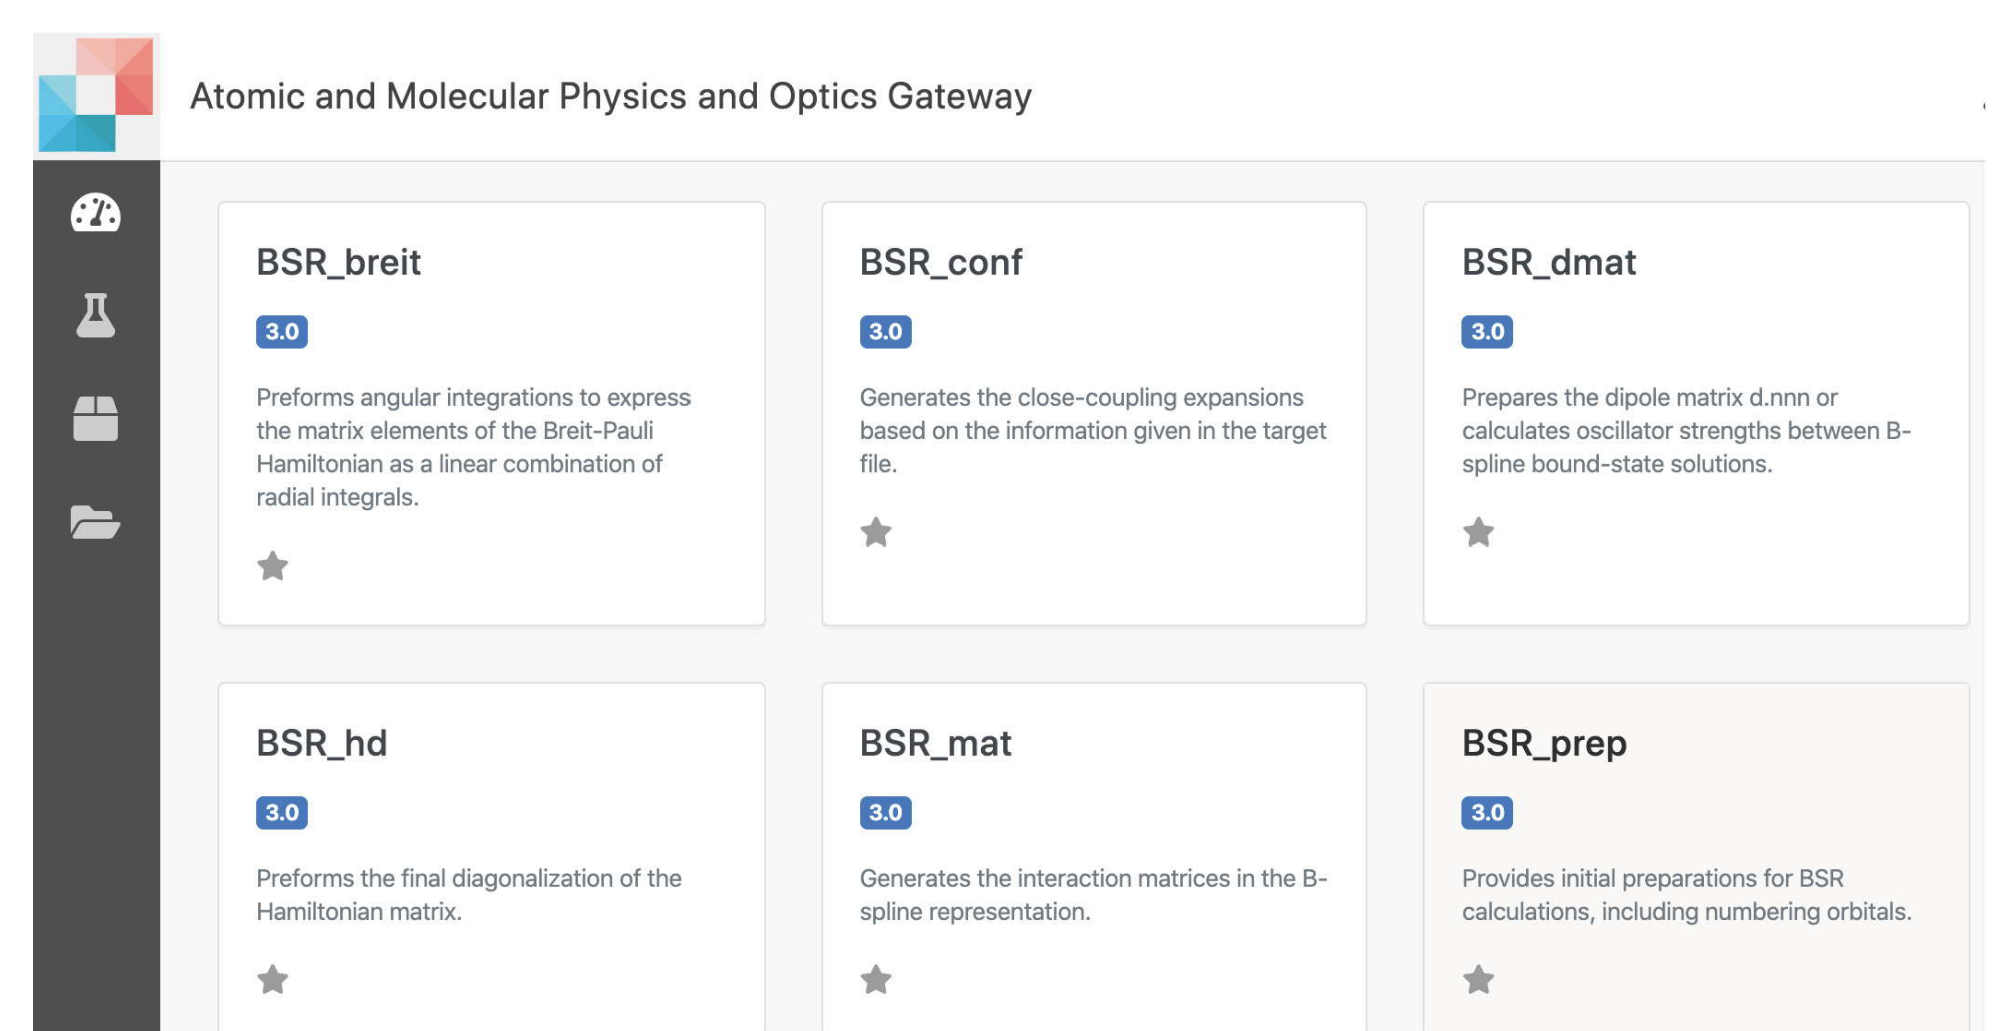 Atomic and Molecular Physics and Optics Gateway
BSR_breit
3.0
Preforms angular integrations to express
the matrix elements of the Breit-Pauli
Hamiltonian as a linear combination of
radial integrals.
BSR_conf
3.0
Generates the close-coupling expansions
based on the information given in the target
file.
BSR_dmat
3.0
Prepares the dipole matrix d.nnn or
calculates oscillator strengths between B-
spline bound-state solutions.
BSR_hd
3.0
Preforms the final diagonalization of the
Hamiltonian matrix.
BSR_mat
3.0
Generates the interaction matrices in the B-
spline representation.
BSR_prep
3.0
Provides initial preparations for BSR
calculations, including numbering orbitals.